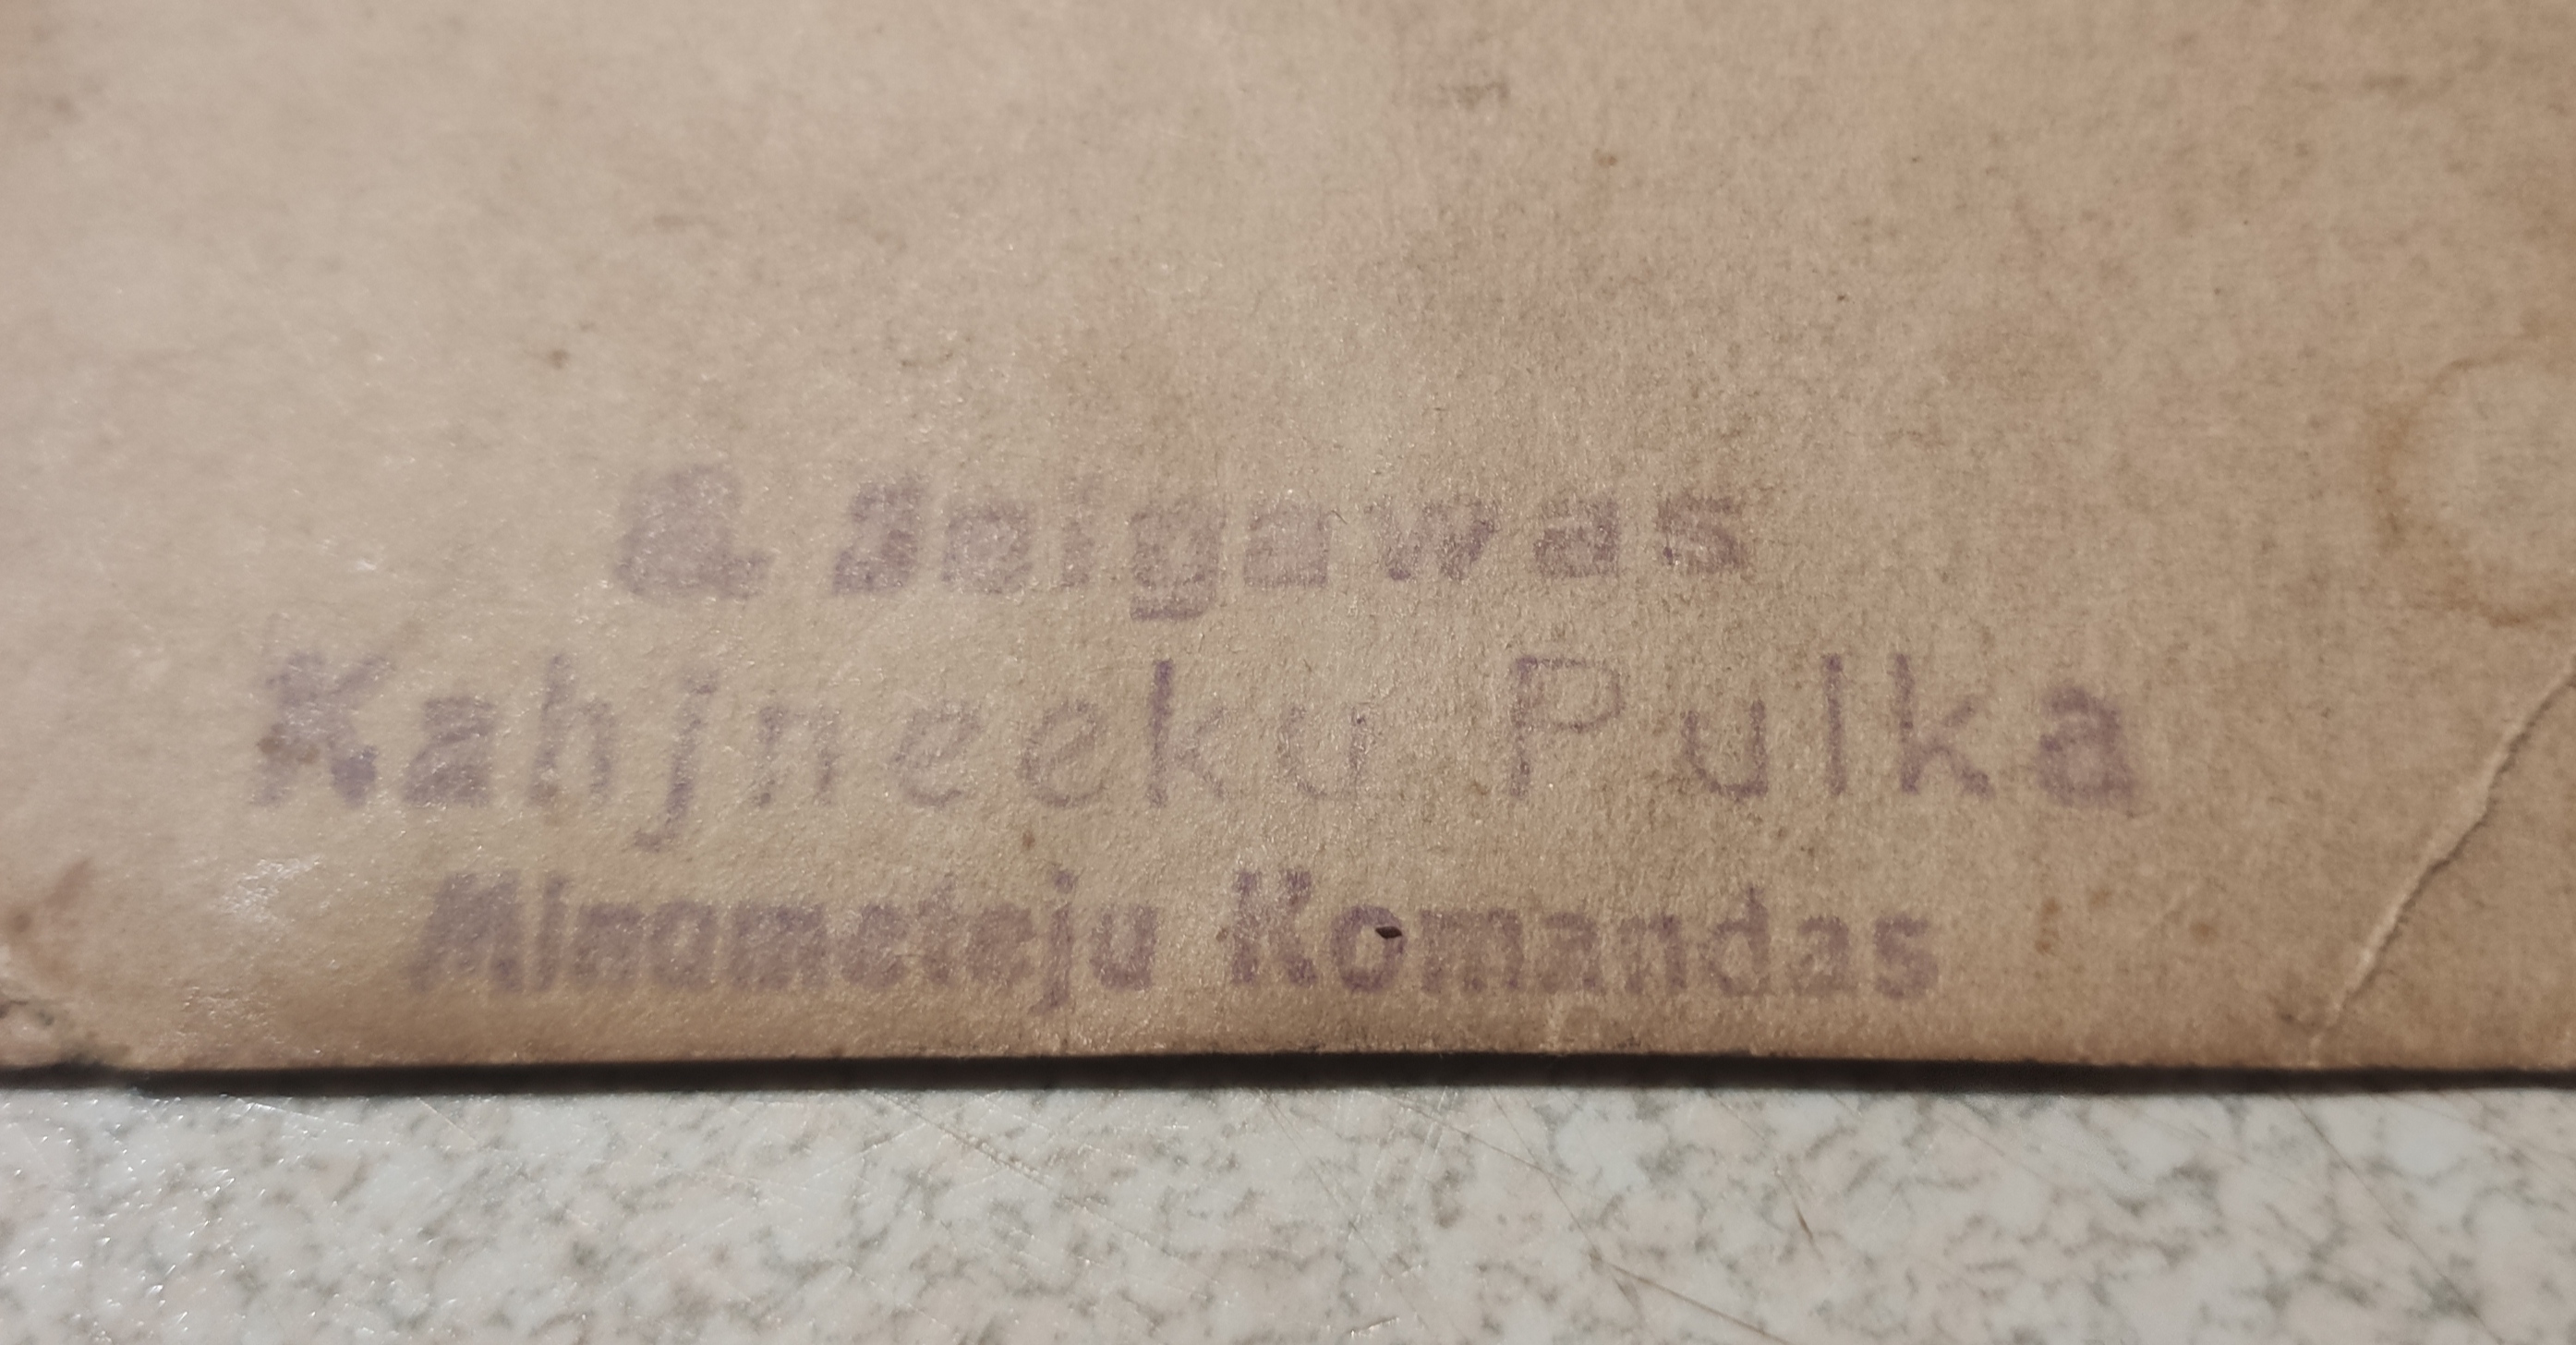 Jelgawas
Kahjneeku Pulka
Minometeju Komandas